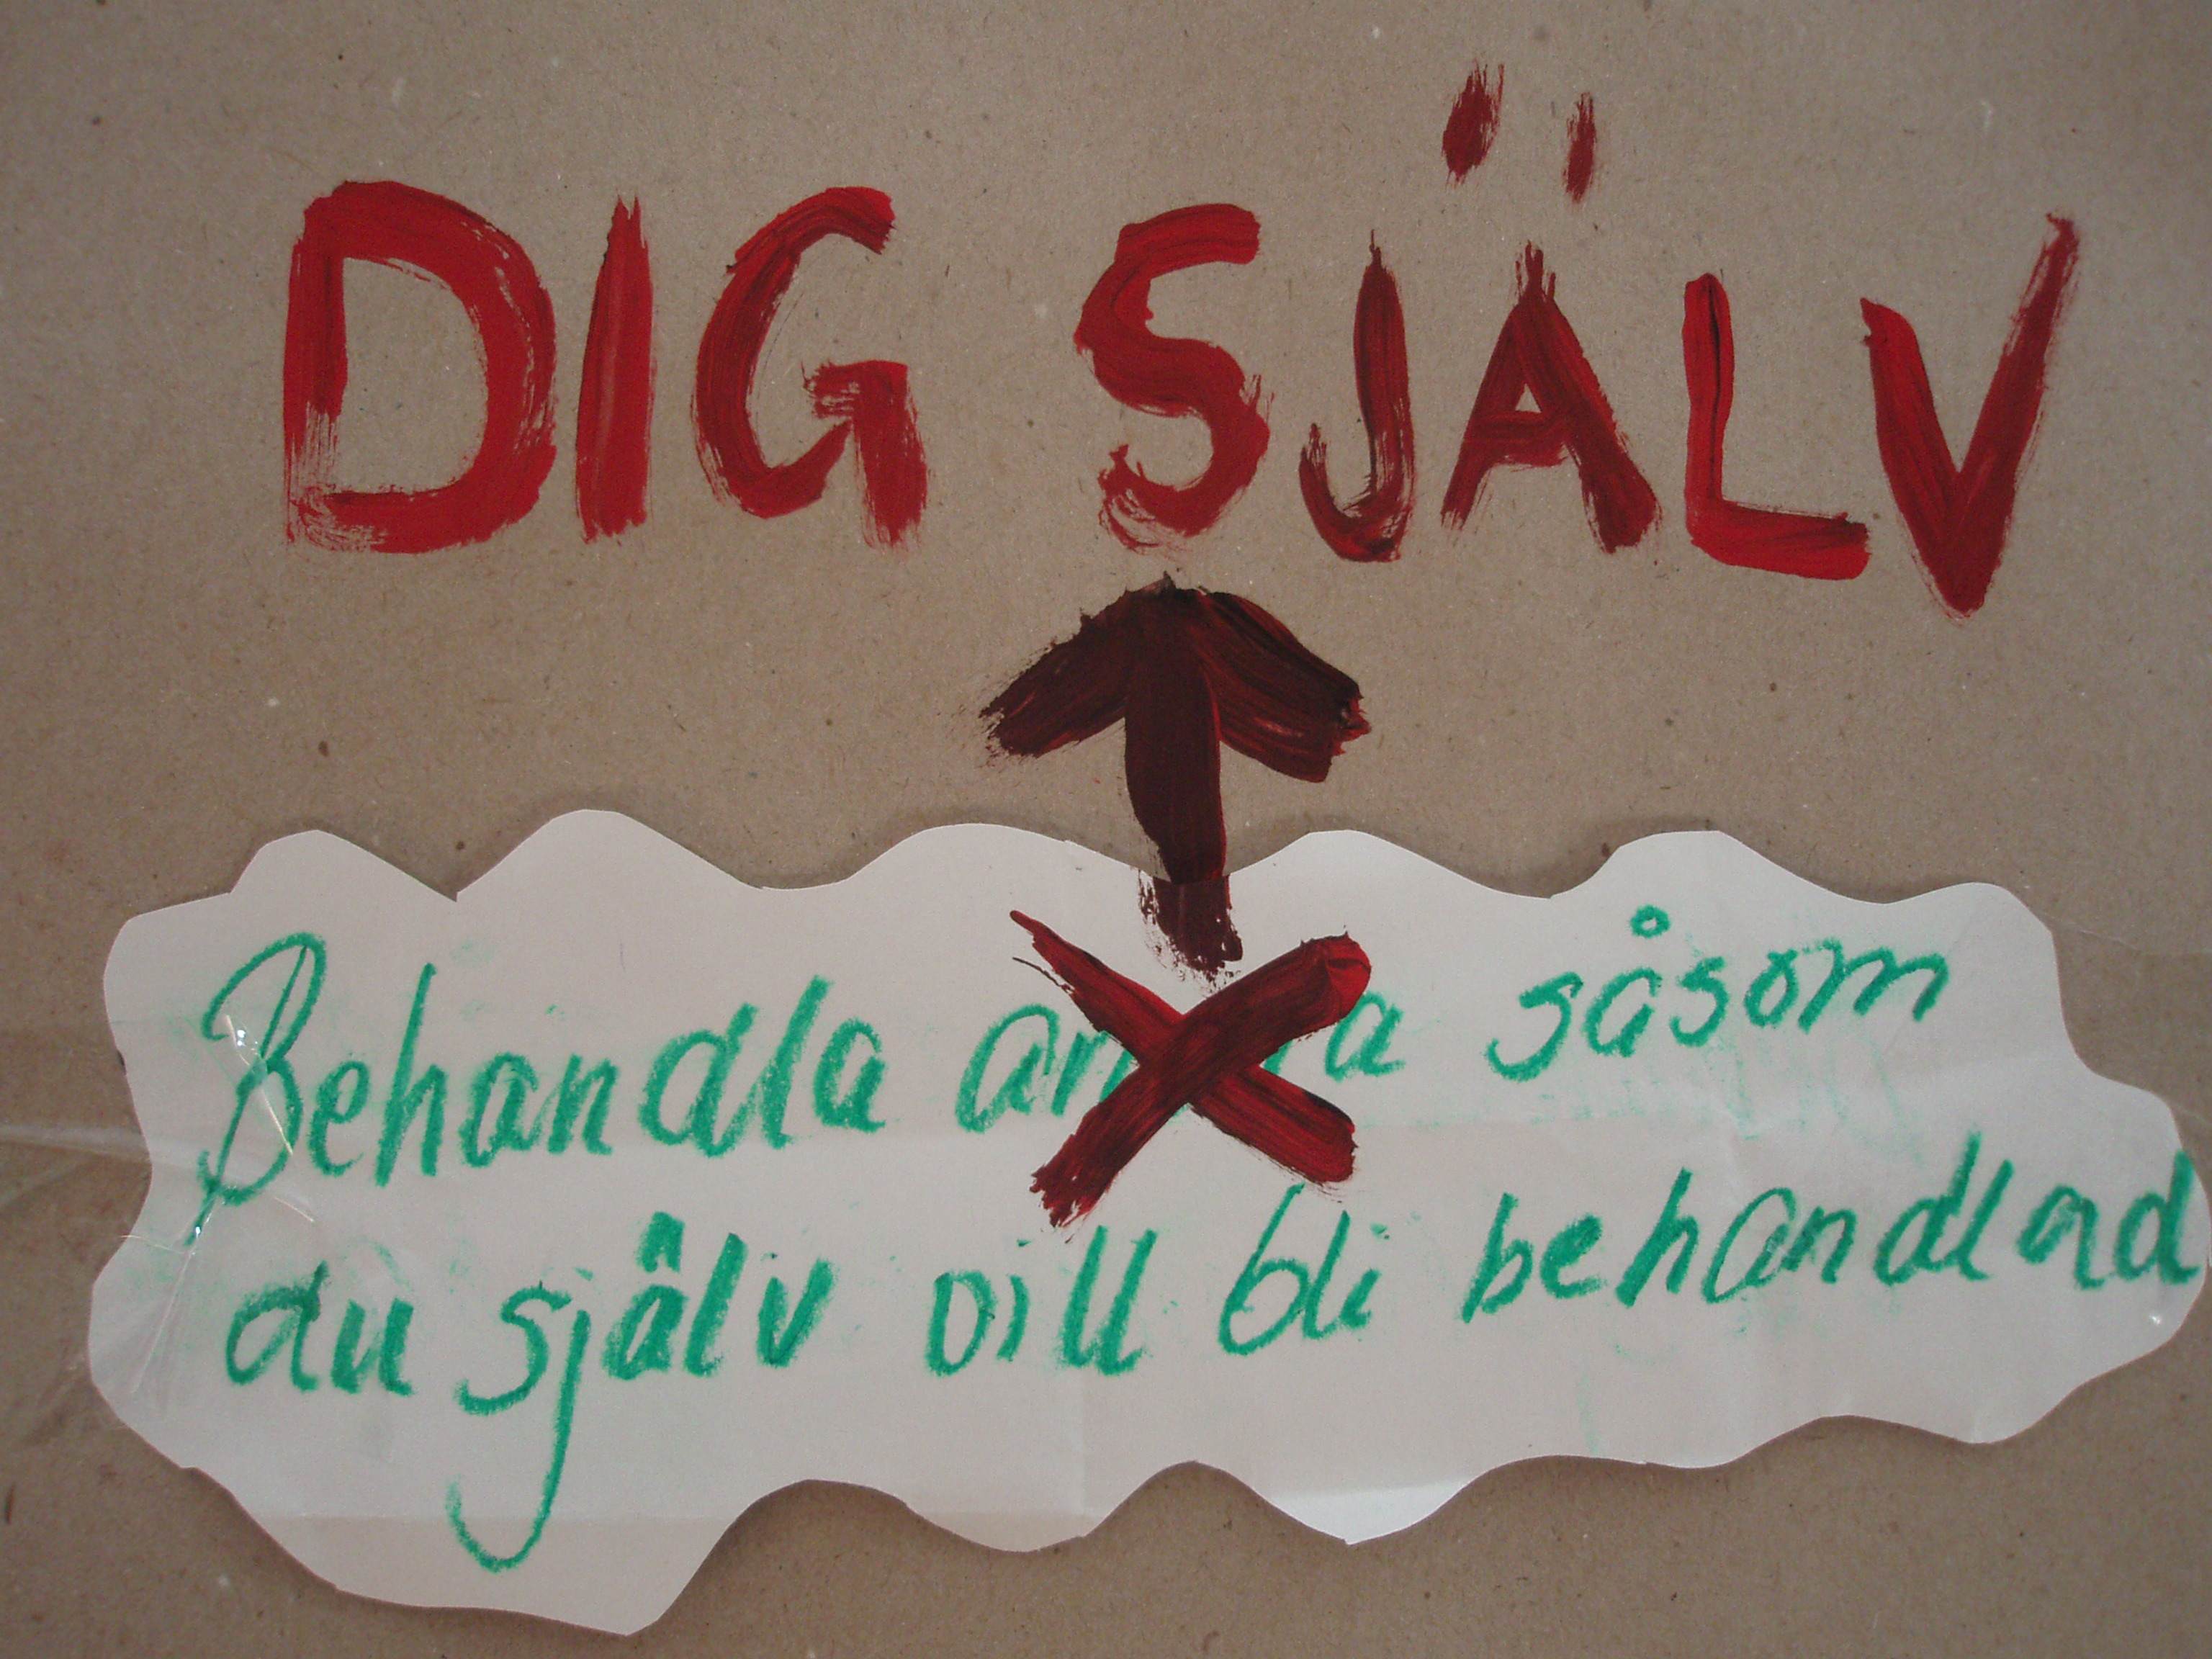 DIG SJÄLV
Behandla såsom
du själv vill bli behandlad